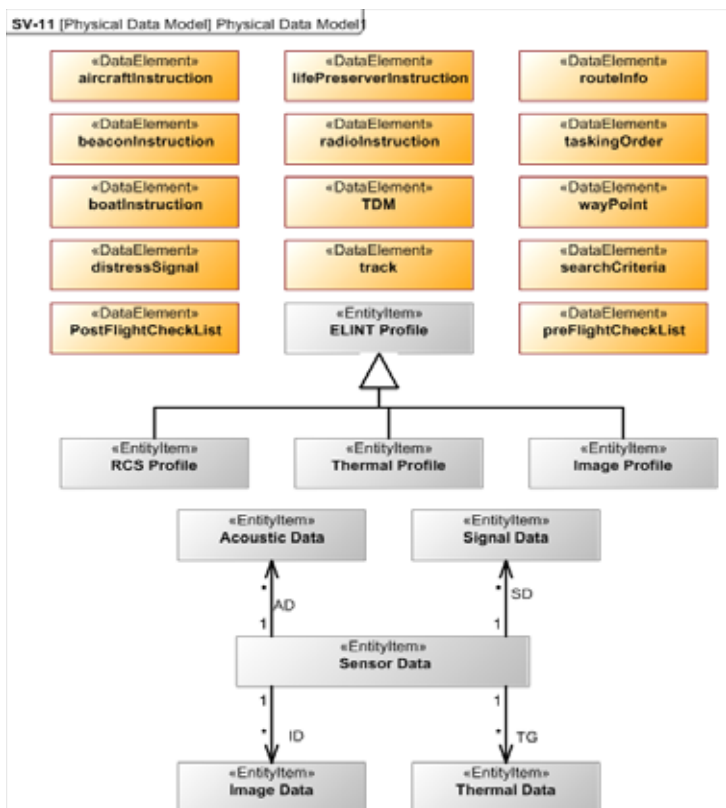 SV-11 [Physical Data Model] Physical Data Model1
«DataElement»
aircraftInstruction
«DataElement»
lifePreserverInstruction
«DataElement»
routeInfo
«DataElement»
beaconInstruction
«DataElement»
radioInstruction
«DataElement»
taskingOrder
«DataElement»
boatInstruction
«DataElement»
TDM
«DataElement»
wayPoint
«DataElement»
distressSignal
«DataElement»
track
«DataElement»
searchCriteria
«DataElement»
PostFlightCheckList
«EntityItem»
ELINT Profile
«DataElement»
preFlightCheckList
«EntityItem»
RCS Profile
«EntityItem»
Thermal Profile
«EntityItem»
Image Profile
«EntityItem»
Acoustic Data
«EntityItem»
Signal Data
*
AD
1
*
SD
1
«EntityItem»
Sensor Data
1
*
ID
1
*
TG
«EntityItem»
Image Data
«EntityItem»
Thermal Data